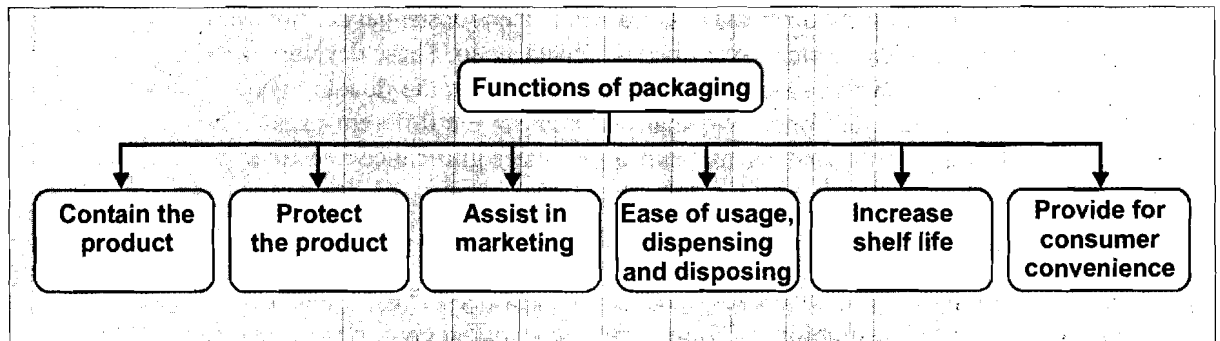 Functions of packaging
Contain the
product
Protect
the product
Assist in
marketing
Ease of usage,
dispensing
and disposing
Increase
shelf life
Provide for
consumer
convenience